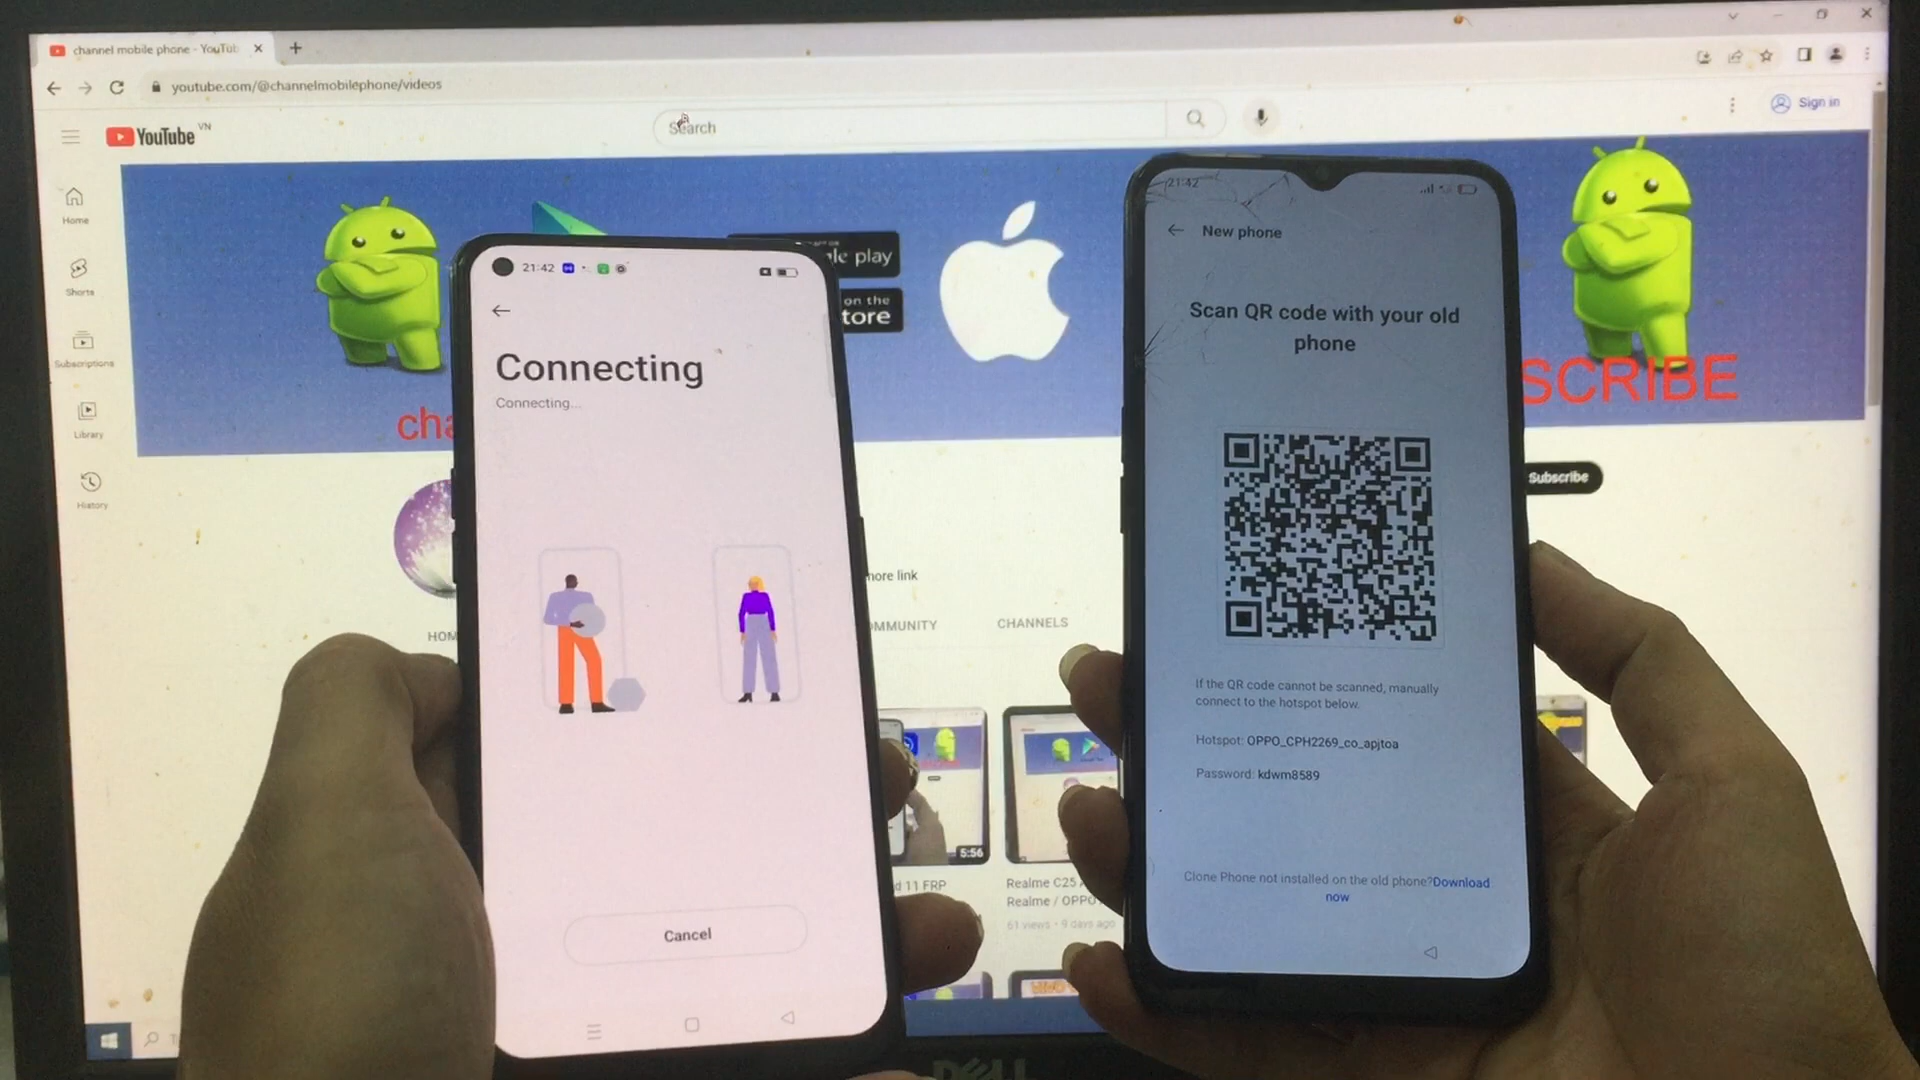 channel mobile phone - YouTub
youtube.com/@channelmobilephone/videos
YouTube VN
Search
Sign in
Home
Shorts
Subscriptions
Library
History
gle play
on the
tore
cha
SCRIBE
Subscribe
more link
HOM
OMMUNITY
CHANNELS
5:56
d 11 FRP
Realme C25
Realme / OPPO
61 views • 9 days ago
21:42
Connecting
Connecting...
Cancel
21:42
New phone
Scan QR code with your old
phone
If the QR code cannot be scanned, manually
connect to the hotspot below.
Hotspot: OPPO_CPH2269_co_apjtoa
Password: kdwm8589
Clone Phone not installed on the old phone?Download
now
DELL